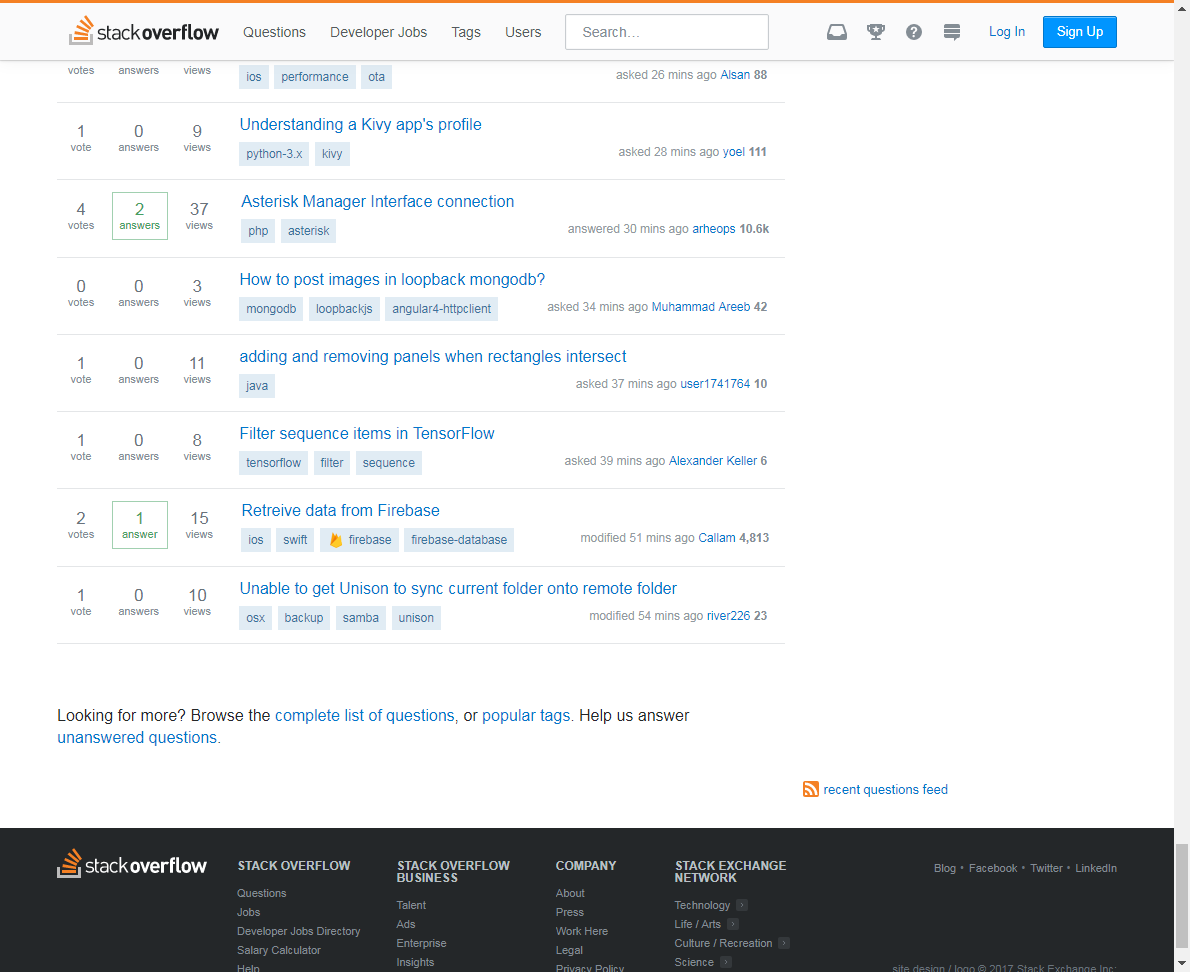 stack overflow Questions Developer Jobs Tags Users Search... Log In Sign Up
votes answers views ios performance ota asked 26 mins ago Alsan 88
Understanding a Kivy app's profile
1 0 9
vote answers views python-3.x kivy asked 28 mins ago yoel 111
Asterisk Manager Interface connection
4 2 37
votes answers views php asterisk answered 30 mins ago arheops 10.6k
How to post images in loopback mongodb?
0 0 3
votes answers views mongodb loopbackjs angular4-httpclient asked 34 mins ago Muhammad Areeb 42
adding and removing panels when rectangles intersect
1 0 11
vote answers views java asked 37 mins ago user1741764 10
Filter sequence items in TensorFlow
1 0 8
vote answers views tensorflow filter sequence asked 39 mins ago Alexander Keller 6
Retreive data from Firebase
2 1 15
votes answer views ios swift firebase firebase-database modified 51 mins ago Callam 4,813
Unable to get Unison to sync current folder onto remote folder
1 0 10
vote answers views osx backup samba unison modified 54 mins ago river226 23
Looking for more? Browse the complete list of questions, or popular tags. Help us answer
unanswered questions.
recent questions feed
stack overflow
STACK OVERFLOW
Questions
Jobs
Developer Jobs Directory
Salary Calculator
Help
STACK OVERFLOW
BUSINESS
Talent
Ads
Enterprise
Insights
COMPANY
About
Press
Work Here
Legal
Privacy Policy
STACK EXCHANGE
NETWORK
Technology
Life / Arts
Culture / Recreation
Science
Blog • Facebook • Twitter • LinkedIn
site design / logo © 2017 Stack Exchange Inc;